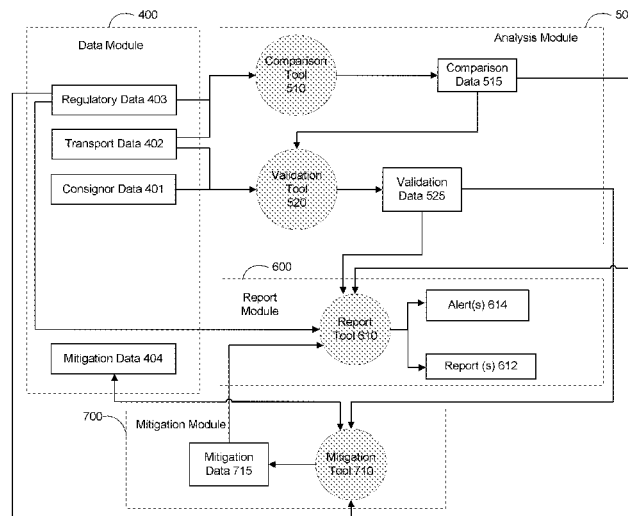 400
50
Data Module
Analysis Module
Comparison
Tool
510
Comparison
Data 515
Regulatory Data 403
Transport Data 402
Consignor Data 401
Validation
Tool
520
Validation
Data 525
600
Report
Module
Report
Tool 610
Alert(s) 614
Report (s) 612
Mitigation Data 404
700
Mitigation Module
Mitigation
Data 715
Mitigation
Tool 710